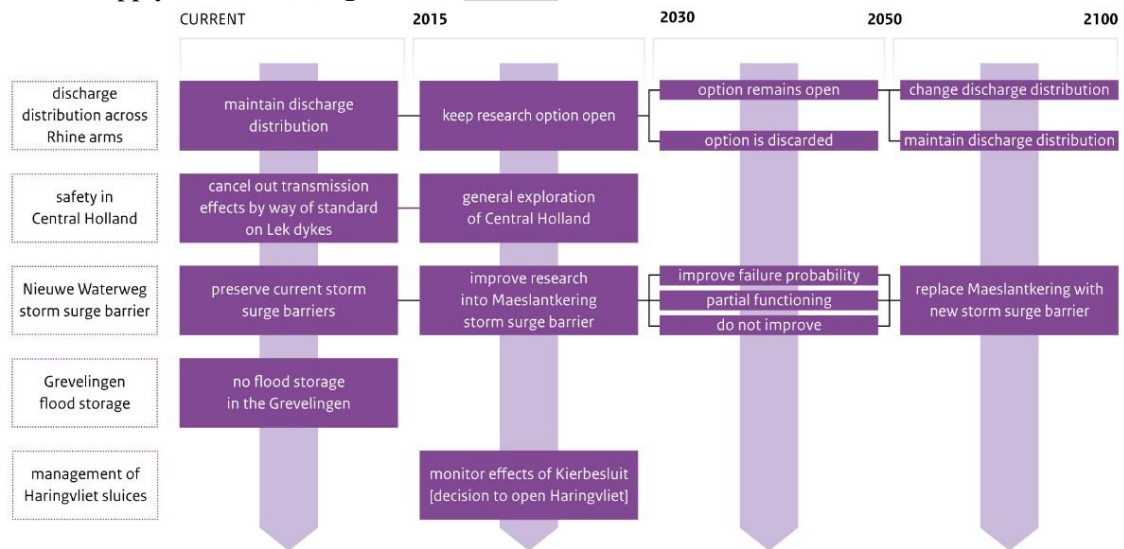 CURRENT
2015
2030
2050
2100
discharge
distribution across
Rhine arms
maintain discharge
distribution
keep research option open
option remains open
option is discarded
change discharge distribution
maintain discharge distribution
safety in
Central Holland
cancel out transmission
effects by way of standard
on Lek dykes
general exploration
of Central Holland
Nieuwe Waterweg
storm surge barrier
preserve current storm
surge barriers
improve research
into Maeslantkering
storm surge barrier
improve failure probability
partial functioning
do not improve
replace Maeslantkering with
new storm surge barrier
Grevelingen
flood storage
no flood storage
in the Grevelingen
management of
Haringvliet sluices
monitor effects of Kierbesluit
[decision to open Haringvliet]